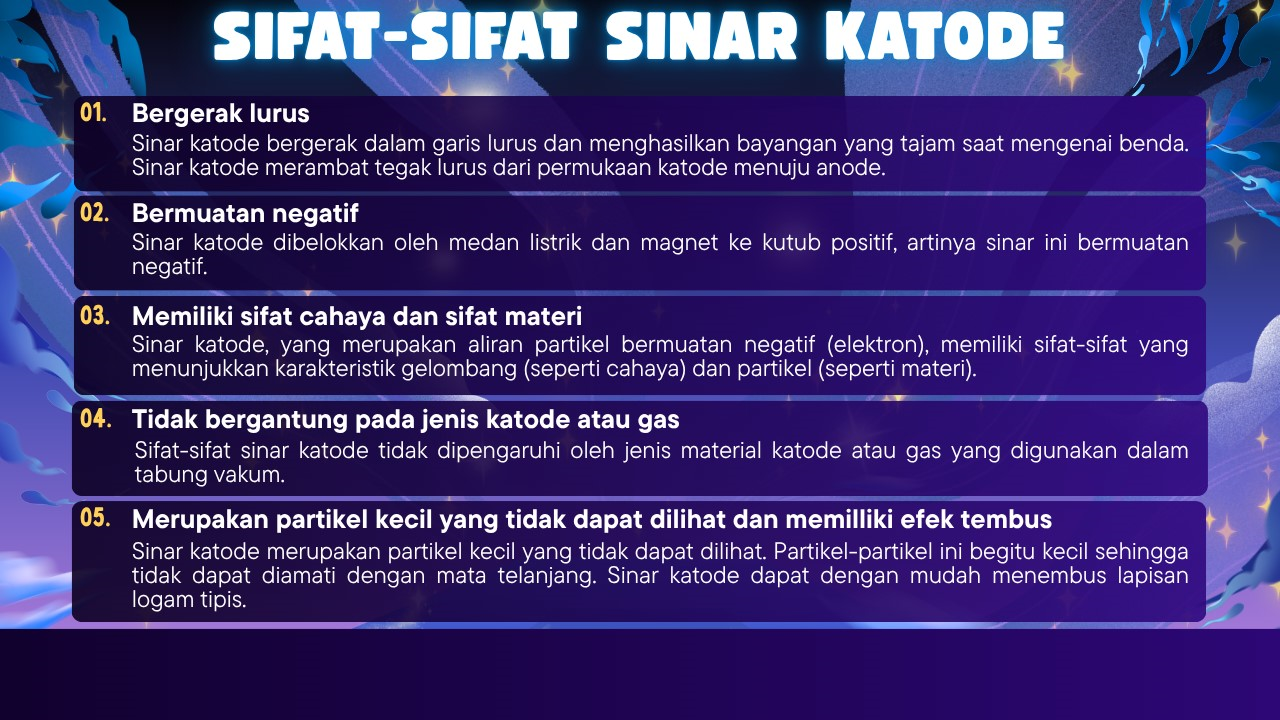 SIFAT-SIFAT SINAR KATODE
01. Bergerak lurus
Sinar katode bergerak dalam garis lurus dan menghasilkan bayangan yang tajam saat mengenai benda.
Sinar katode merambat tegak lurus dari permukaan katode menuju anode.
02. Bermuatan negatif
Sinar katode dibelokkan oleh medan listrik dan magnet ke kutub positif, artinya sinar ini bermuatan
negatif.
03. Memiliki sifat cahaya dan sifat materi
Sinar katode, yang merupakan aliran partikel bermuatan negatif (elektron), memiliki sifat-sifat yang
menunjukkan karakteristik gelombang (seperti cahaya) dan partikel (seperti materi).
04. Tidak bergantung pada jenis katode atau gas
Sifat-sifat sinar katode tidak dipengaruhi oleh jenis material katode atau gas yang digunakan dalam
tabung vakum.
05. Merupakan partikel kecil yang tidak dapat dilihat dan memilliki efek tembus
Sinar katode merupakan partikel kecil yang tidak dapat dilihat. Partikel-partikel ini begitu kecil sehingga
tidak dapat diamati dengan mata telanjang. Sinar katode dapat dengan mudah menembus lapisan
logam tipis.